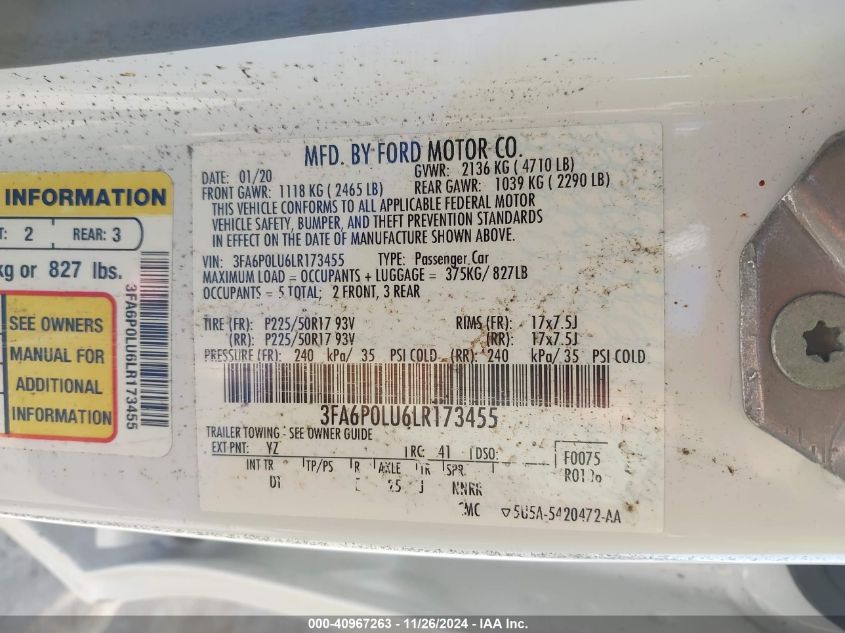 MFD. BY FORD MOTOR CO.
DATE: 01/20
GVWR: 2136 KG ( 4710 LB)
FRONT GAWR: 1118 KG ( 2465 LB)
REAR GAWR: 1039 KG ( 2290 LB)
THIS VEHICLE CONFORMS TO ALL APPLICABLE FEDERAL MOTOR
VEHICLE SAFETY, BUMPER, AND THEFT PREVENTION STANDARDS
IN EFFECT ON THE DATE OF MANUFACTURE SHOWN ABOVE.
VIN: 3FA6P0LU6LR173455 TYPE: Passenger Car
MAXIMUM LOAD = OCCUPANTS + LUGGAGE = 375KG/ 827LB
OCCUPANTS = 5 TOTAL; 2 FRONT, 3 REAR
TIRE (FR): P225/50R17 93V RIMS (FR): 17x7.5J
(RR): P225/50R17 93V (RR): 17x7.5J
PRESSURE (FR): 240 kPa/ 35 PSI COLD (RR): 240 kPa/ 35 PSI COLD
3FA6P0LU6LR173455
TRAILER TOWING - SEE OWNER GUIDE
EXT PNT: YZ RC: 41 DSO:
F0075
INT TR TP/PS R AXLE TR SPR
▽5U5A-5420472-AA
INFORMATION
2 REAR: 3
kg or 827 lbs.
SEE OWNERS
MANUAL FOR
ADDITIONAL
INFORMATION
3FA6P0LU6LR173455
000-40967263 - 11/26/2024 - IAA Inc.